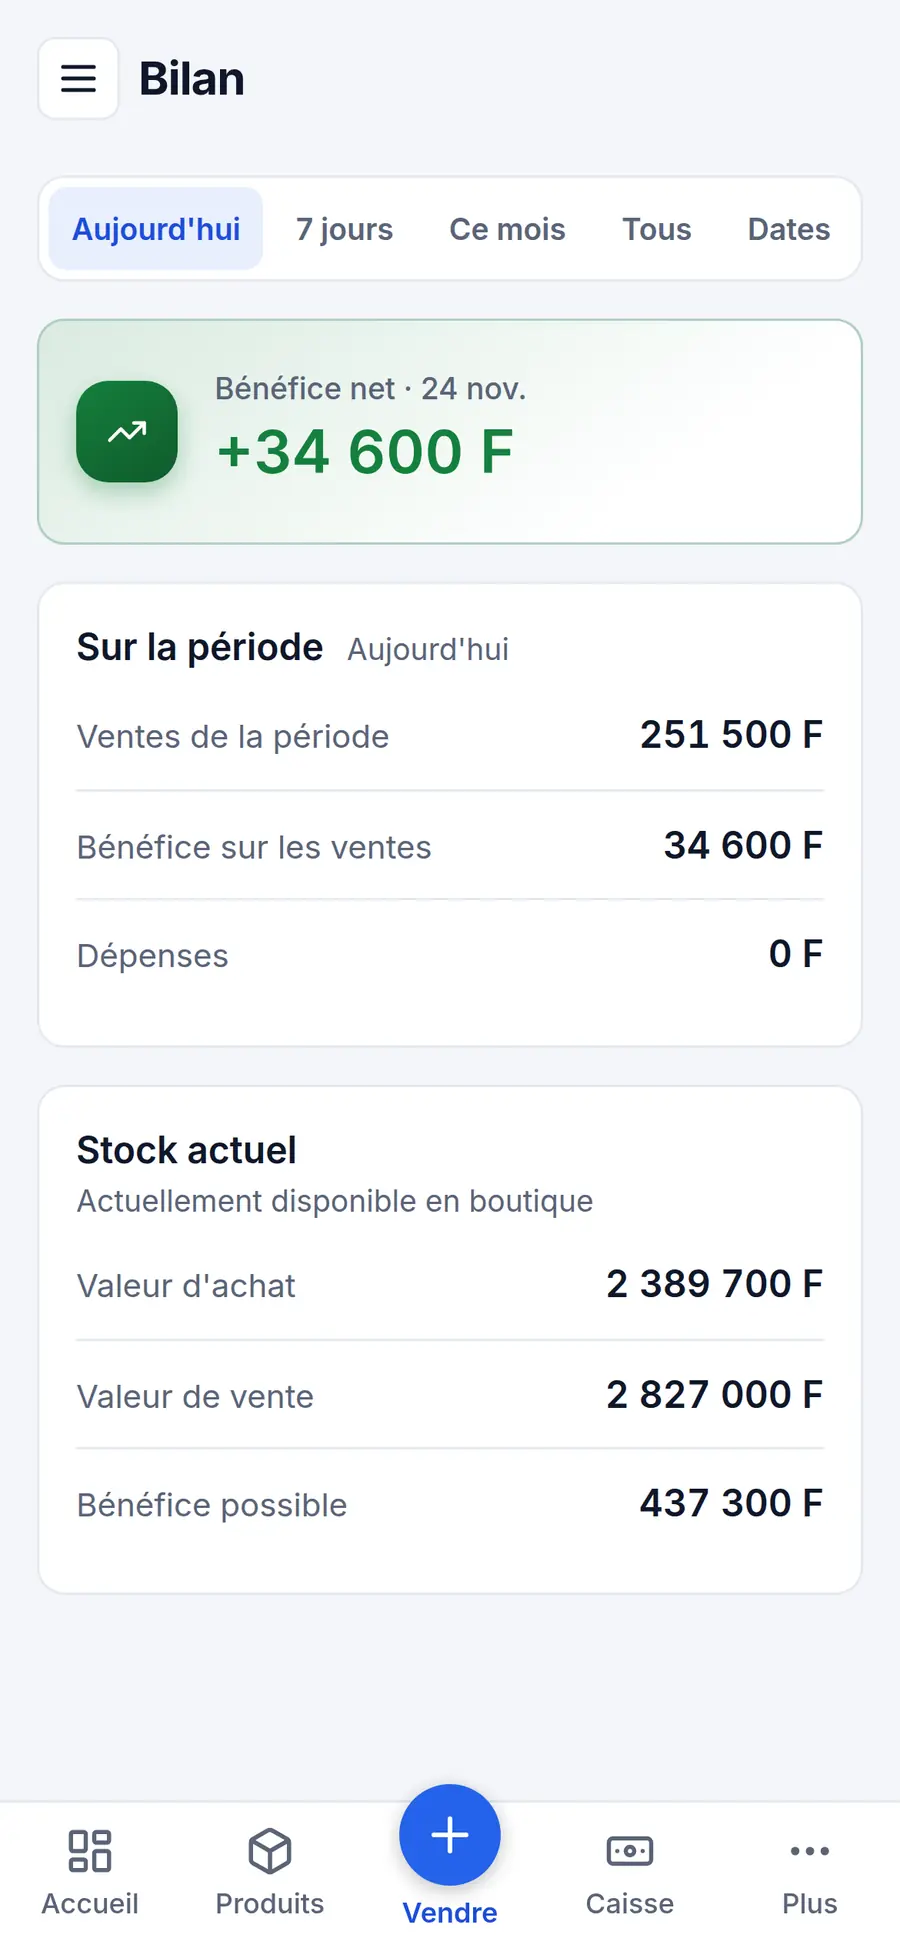 Bilan
Aujourd'hui 7 jours Ce mois Tous Dates
Bénéfice net · 24 nov.
+34 600 F
Sur la période Aujourd'hui
Ventes de la période 251 500 F
Bénéfice sur les ventes 34 600 F
Dépenses 0 F
Stock actuel
Actuellement disponible en boutique
Valeur d'achat 2 389 700 F
Valeur de vente 2 827 000 F
Bénéfice possible 437 300 F
Accueil Produits Vendre Caisse Plus